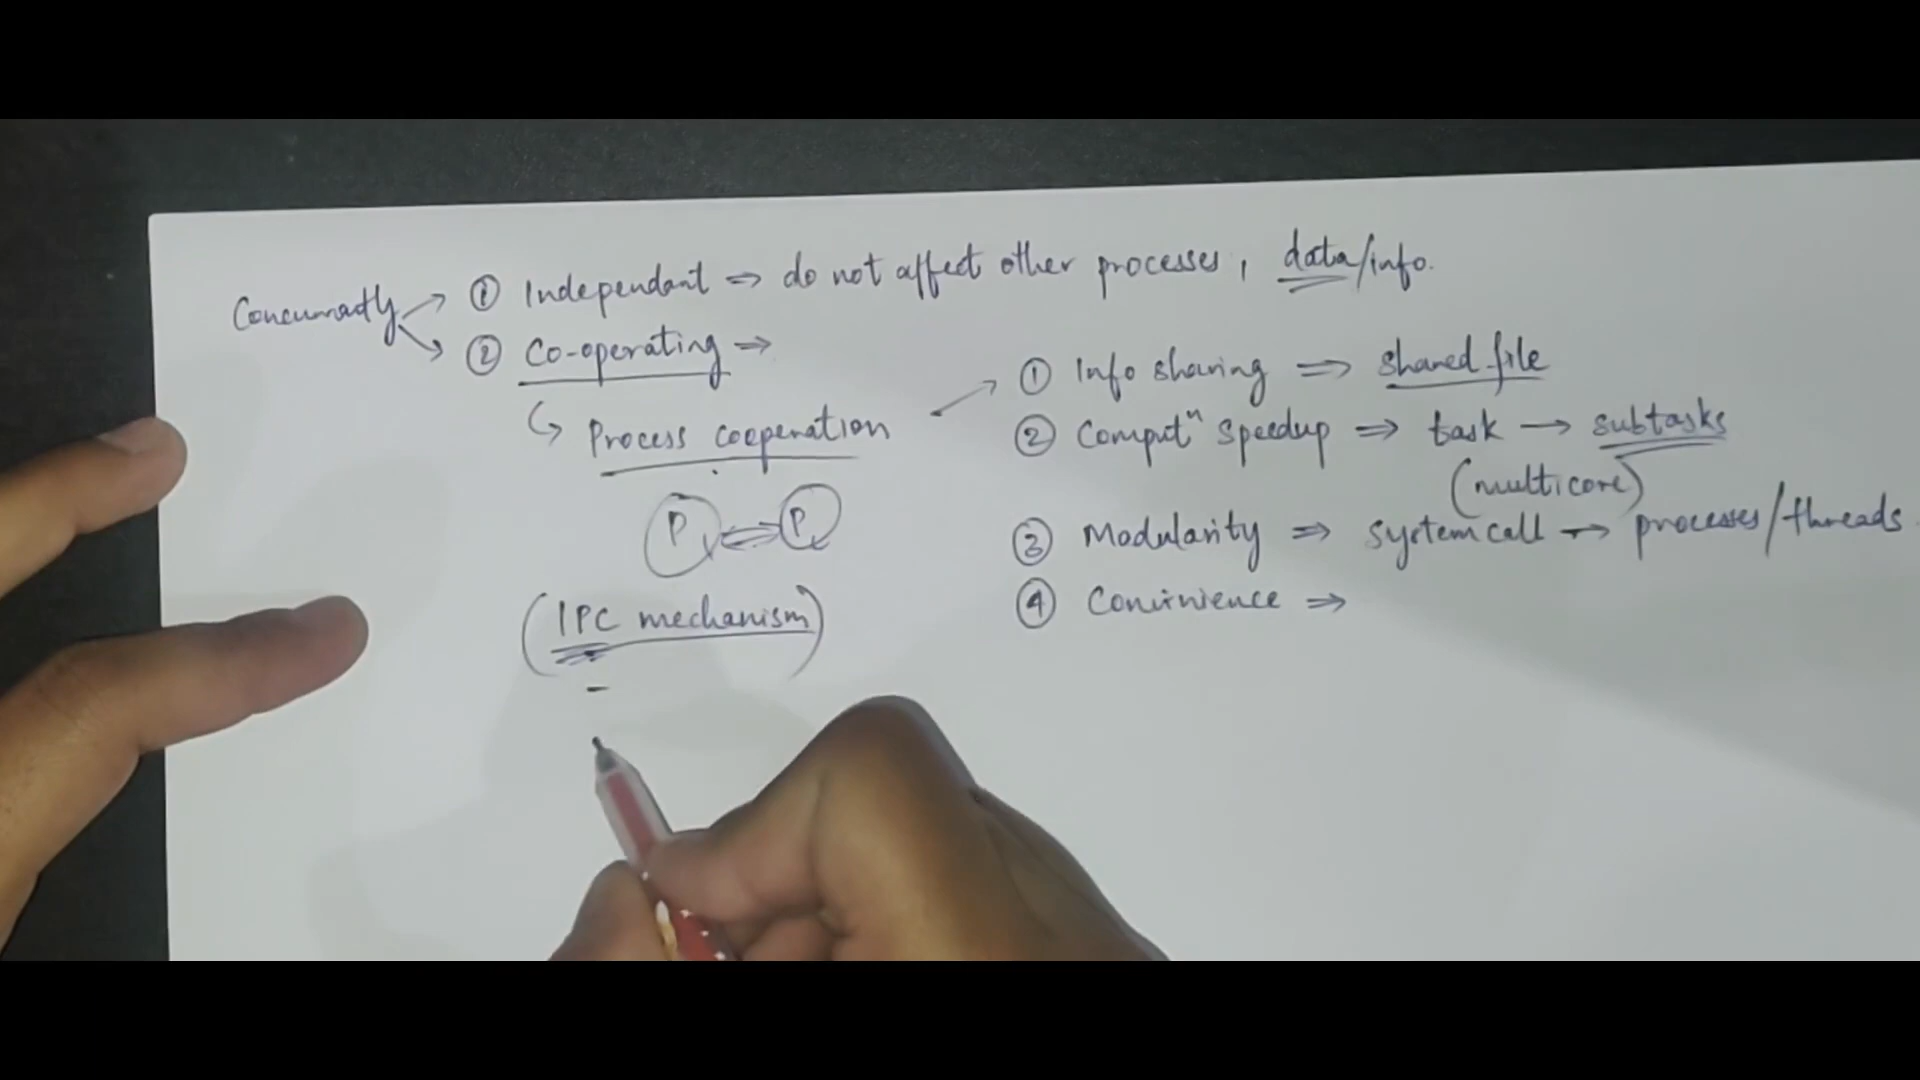 Concurrently → ① Independant ⇒ do not affect other processes, data/info.
② Co-operating ⇒
↳ Process cooperation
① Info sharing ⇒ shared file
② Computⁿ Speedup ⇒ task → subtasks
(multicore)
③ Modularity ⇒ system call → processes/threads.
④ Convinience ⇒
P ⇌ P
(IPC mechanism)
-